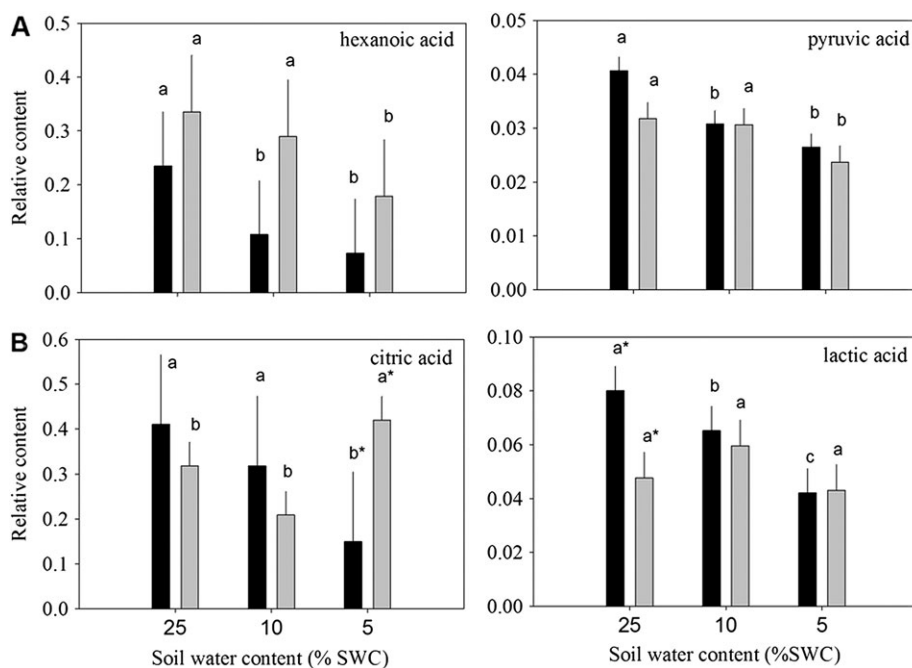 A
hexanoic acid
Relative content
0.5
0.4
0.3
0.2
0.1
0.0
a
a
b
a
b
b
pyruvic acid
0.05
0.04
0.03
0.02
0.01
0.00
a
a
b
a
b
b
B
citric acid
Relative content
0.6
0.5
0.4
0.3
0.2
0.1
0.0
a
b
a
b
b*
a*
25
10
5
Soil water content (% SWC)
lactic acid
0.10
0.08
0.06
0.04
0.02
0.00
a*
a*
b
a
c
a
25
10
5
Soil water content (%SWC)